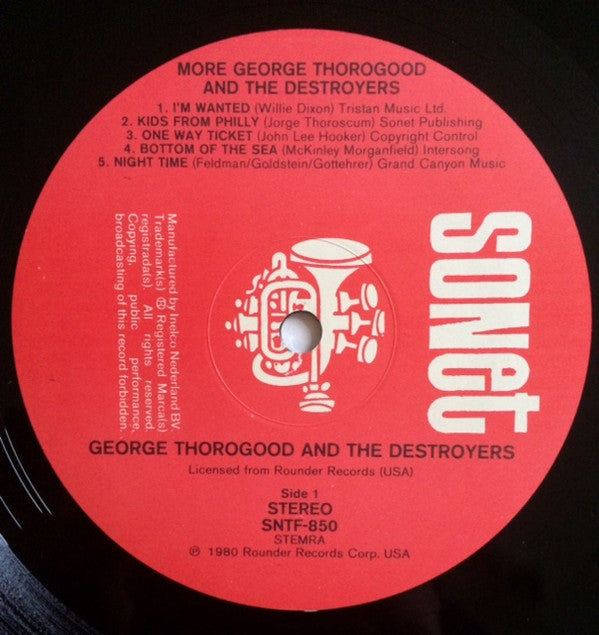 MORE GEORGE THOROGOOD
AND THE DESTROYERS
1. I'M WANTED (Willie Dixon) Tristan Music Ltd.
2. KIDS FROM PHILLY (Jorge Thoroscum) Sonet Publishing
3. ONE WAY TICKET (John Lee Hooker) Copyright Control
4. BOTTOM OF THE SEA (McKinley Morganfield) Intersong
5. NIGHT TIME (Feldman/Goldstein/Gottehrer) Grand Canyon Music
Manufactured by Inelco Nederland BV.
Trademark(s) ® Registered Marca(s)
registrada(s). All rights reserved.
Copying, public performance,
broadcasting of this record forbidden.
SONet
GEORGE THOROGOOD AND THE DESTROYERS
Licensed from Rounder Records (USA)
Side 1
STEREO
SNTF-850
STEMRA
℗ 1980 Rounder Records Corp. USA